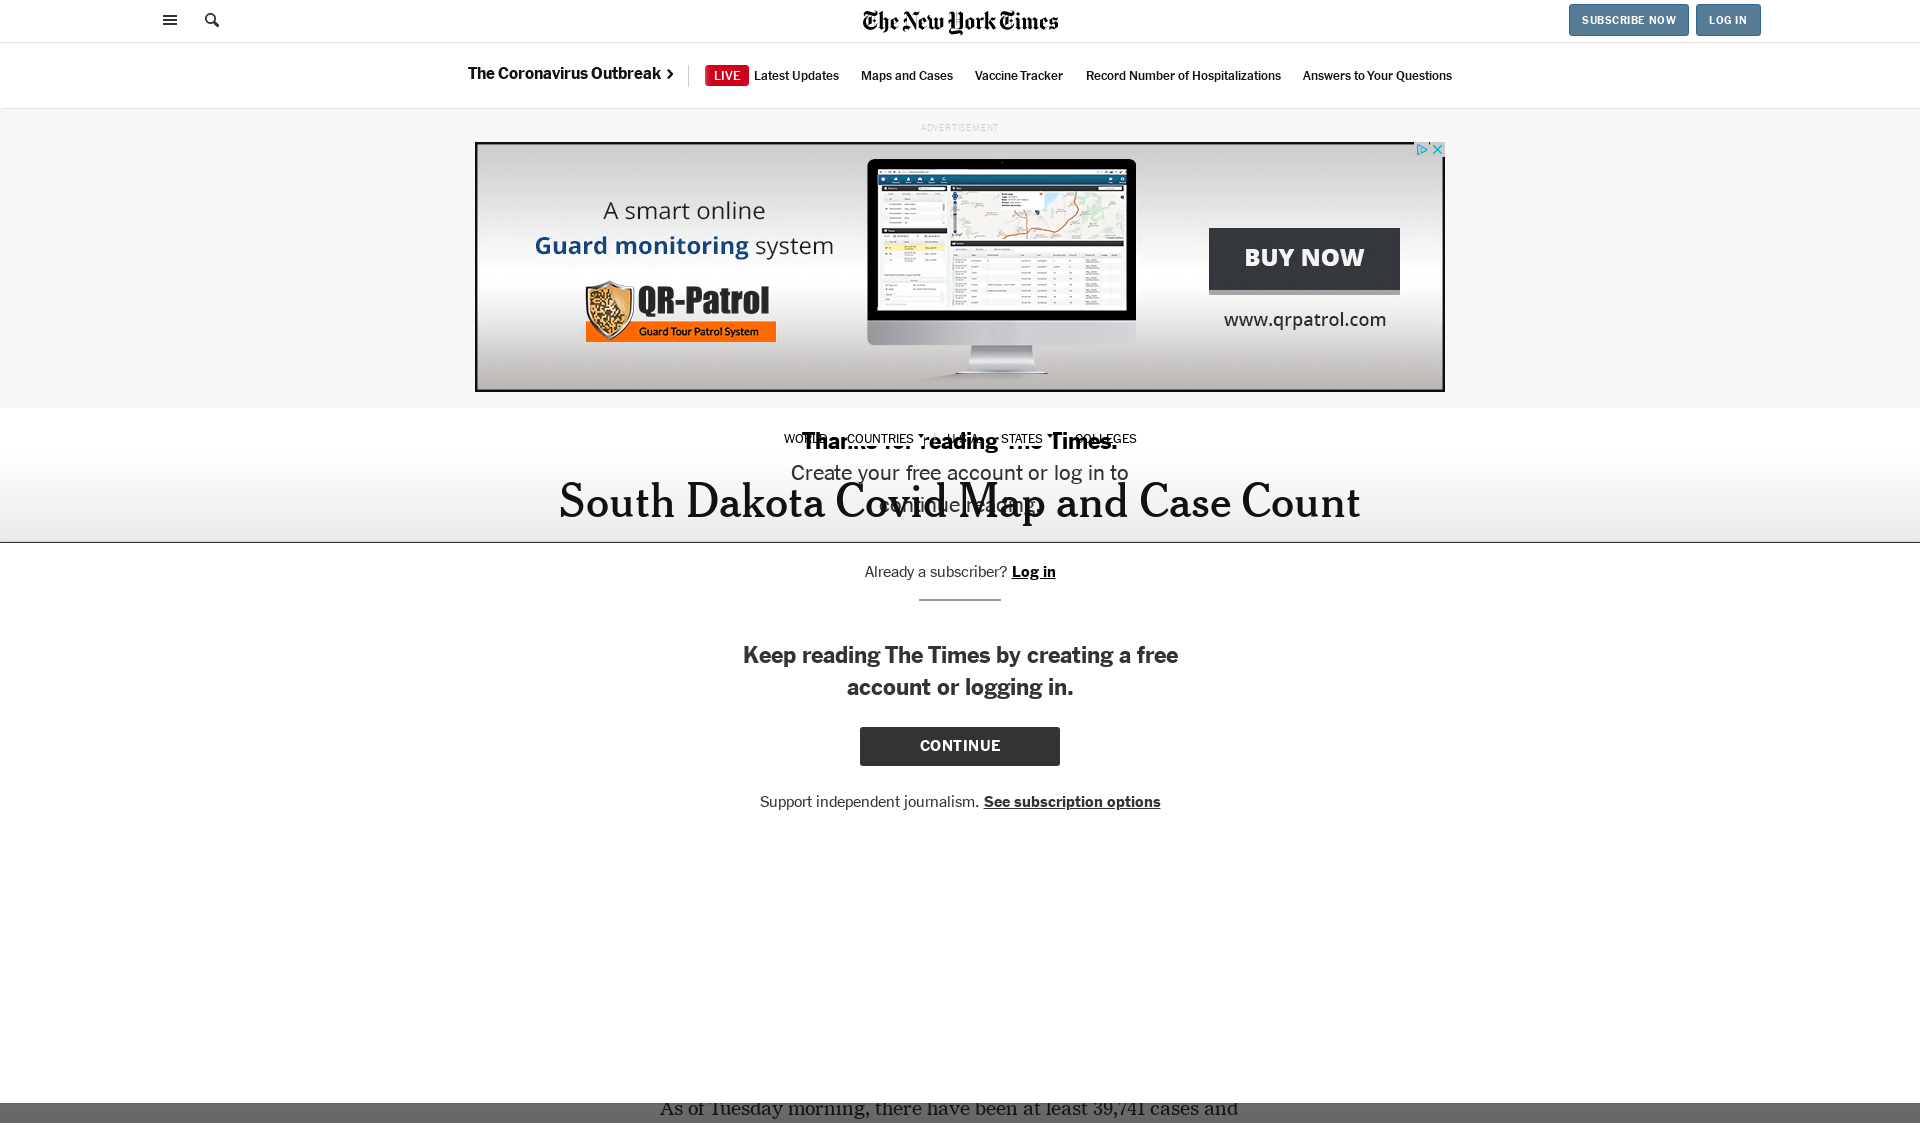 The New York Times
SUBSCRIBE NOW
LOG IN
The Coronavirus Outbreak
LIVE Latest Updates
Maps and Cases
Vaccine Tracker
Record Number of Hospitalizations
Answers to Your Questions
ADVERTISEMENT
A smart online
Guard monitoring system
QR-Patrol
Guard Tour Patrol System
BUY NOW
www.qrpatrol.com
WORLD COUNTRIES U.S.A. STATES COLLEGES
Thanks for reading The Times.
Create your free account or log in to
continue reading.
South Dakota Covid Map and Case Count
Already a subscriber? Log in
Keep reading The Times by creating a free
account or logging in.
CONTINUE
Support independent journalism. See subscription options
As of Tuesday morning, there have been at least 39,741 cases and